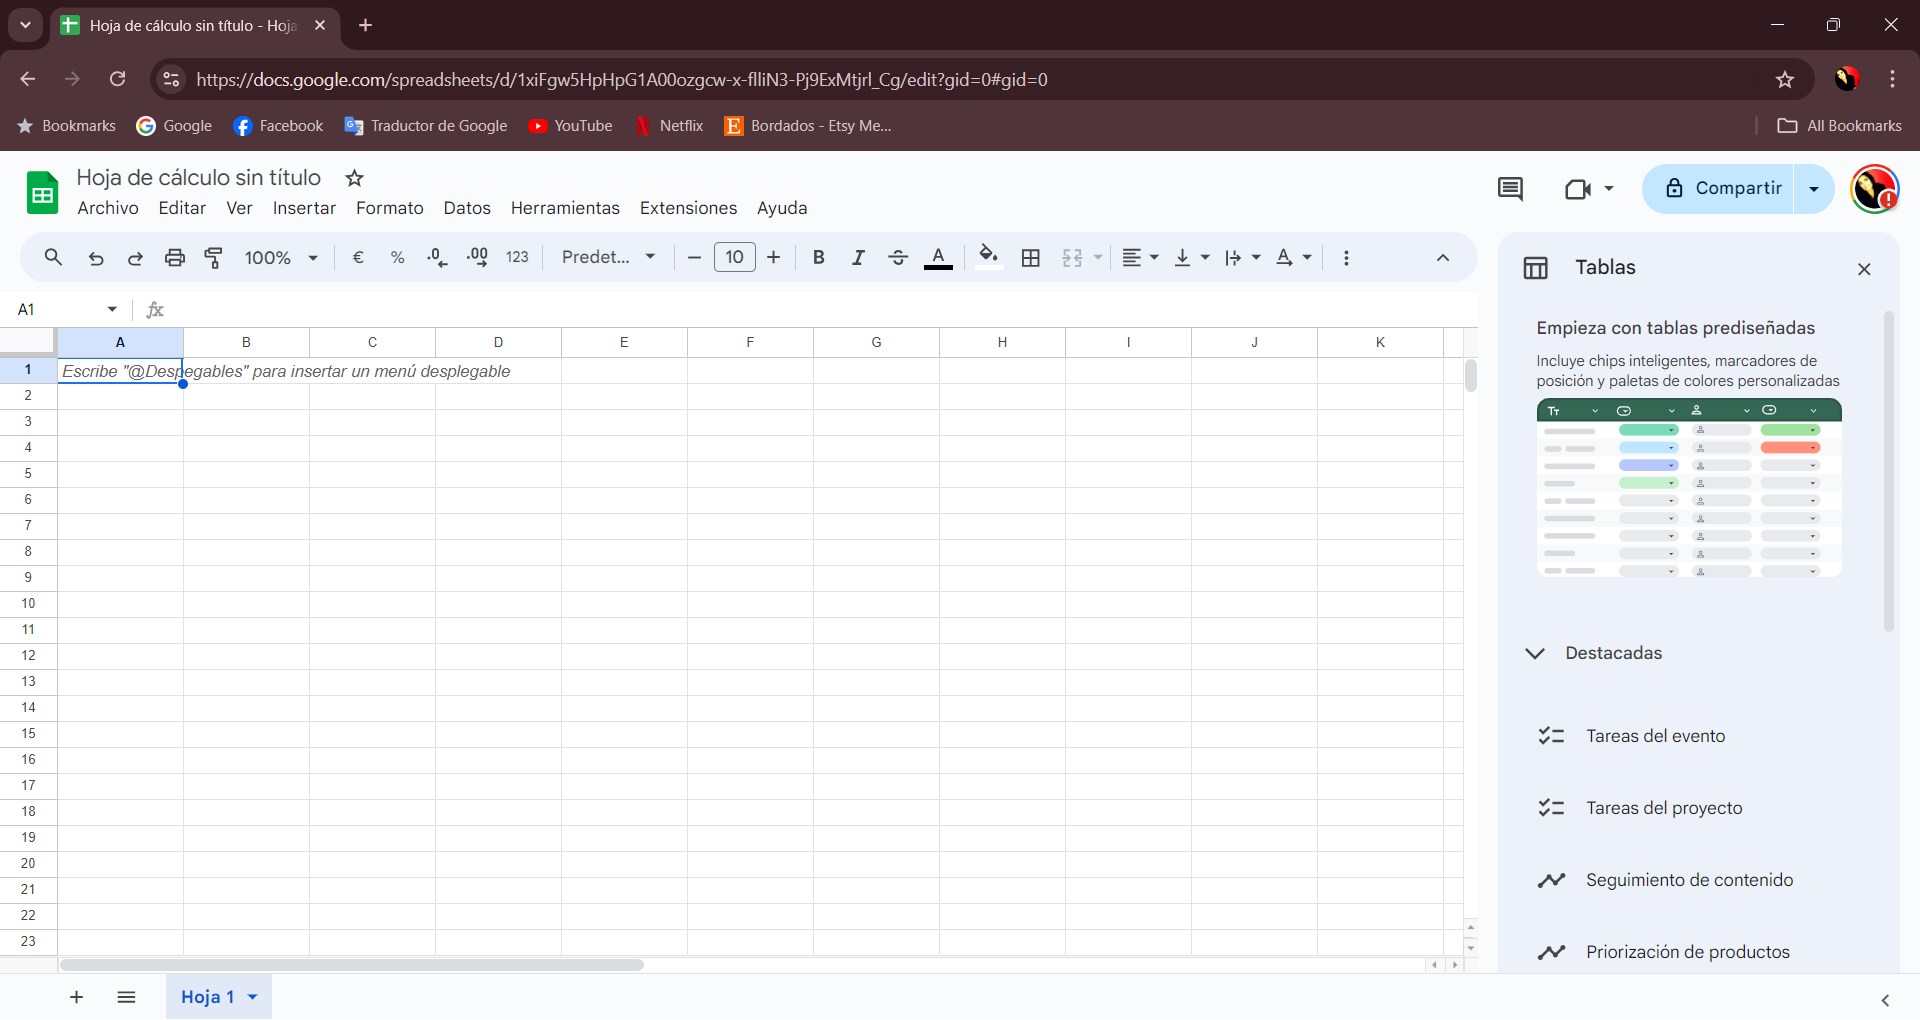 Hoja de cálculo sin título - Hoja
https://docs.google.com/spreadsheets/d/1xiFgw5HpHpG1A00ozgcw-x-flliN3-Pj9ExMtjrl_Cg/edit?gid=0#gid=0
Bookmarks Google Facebook Traductor de Google YouTube Netflix Bordados - Etsy Me... All Bookmarks
Hoja de cálculo sin título
Archivo Editar Ver Insertar Formato Datos Herramientas Extensiones Ayuda
Compartir
100% € % .0 .00 123 Predet... 10 B I S A
A1 fx
A B C D E F G H I J K
1 Escribe "@Despegables" para insertar un menú desplegable
2
3
4
5
6
7
8
9
10
11
12
13
14
15
16
17
18
19
20
21
22
23
Hoja 1
Tablas
Empieza con tablas prediseñadas
Incluye chips inteligentes, marcadores de
posición y paletas de colores personalizadas
Tт
Destacadas
Tareas del evento
Tareas del proyecto
Seguimiento de contenido
Priorización de productos